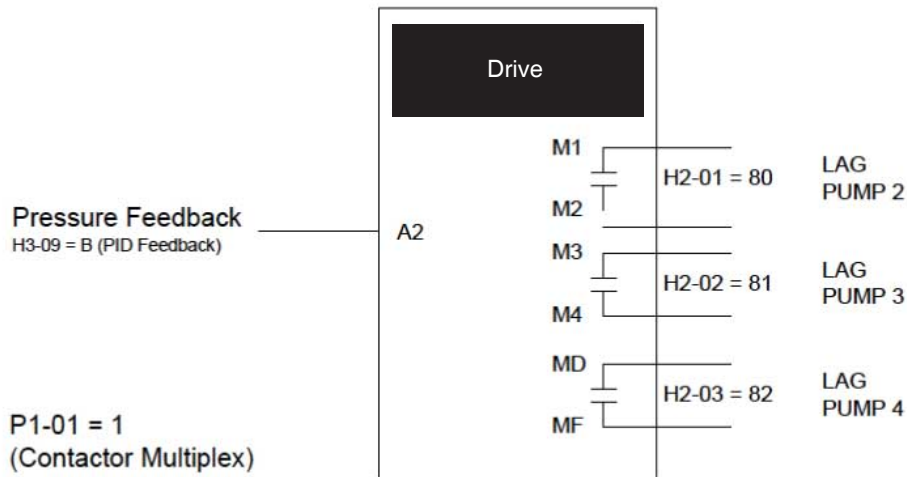 Drive
M1
H2-01 = 80
LAG
PUMP 2
M2
Pressure Feedback
H3-09 = B (PID Feedback)
A2
M3
H2-02 = 81
LAG
PUMP 3
M4
MD
H2-03 = 82
LAG
PUMP 4
MF
P1-01 = 1
(Contactor Multiplex)